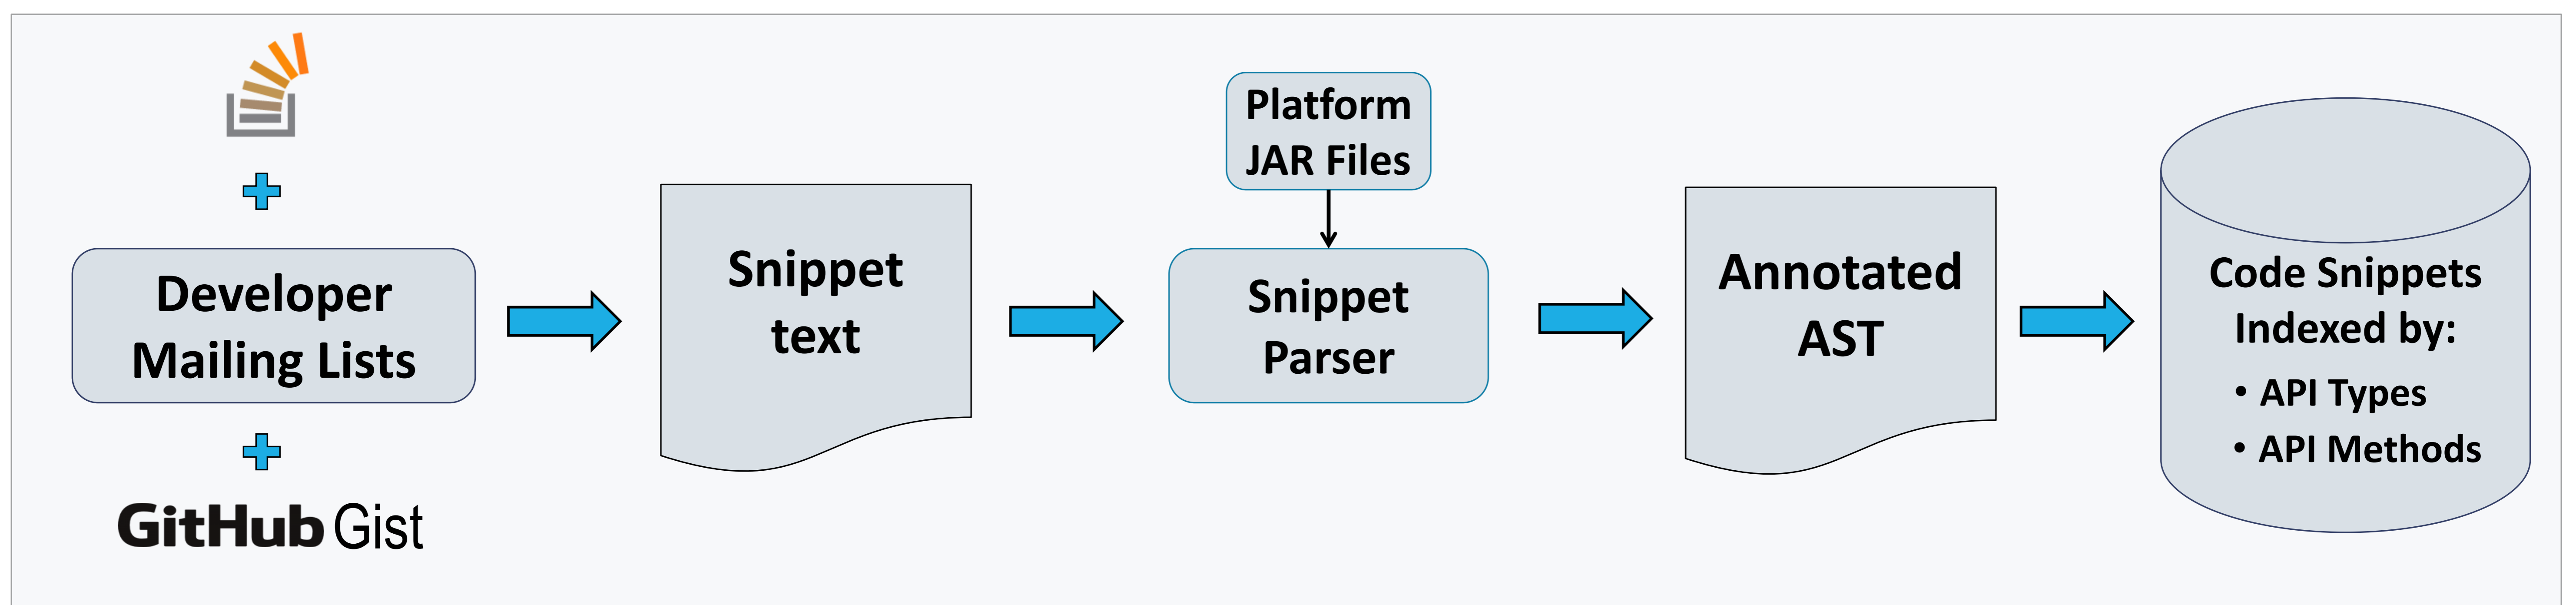 Developer
Mailing Lists
GitHub Gist
Snippet
text
Platform
JAR Files
Snippet
Parser
Annotated
AST
Code Snippets
Indexed by:
• API Types
• API Methods